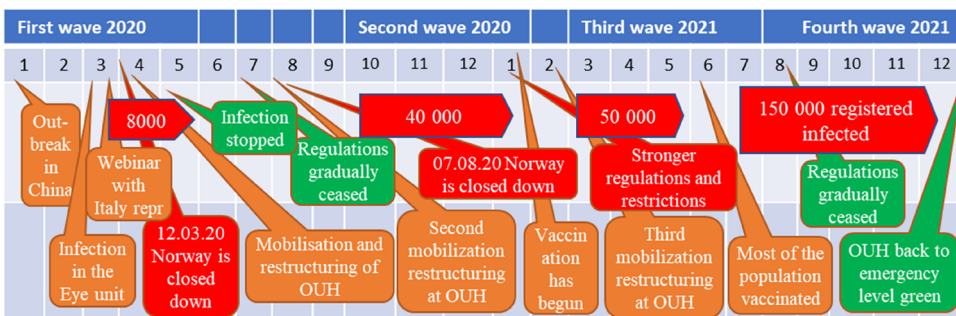 First wave 2020
Second wave 2020
Third wave 2021
Fourth wave 2021
1 2 3 4 5 6 7 8 9 10 11 12 1 2 3 4 5 6 7 8 9 10 11 12
Out-
break
in
China
Infection
in the
Eye unit
Webinar
with
Italy repr
8000
12.03.20
Norway is
closed
down
Infection
stopped
Mobilisation and
restructuring of
OUH
Regulations
gradually
ceased
40 000
Second
mobilization
restructuring
at OUH
07.08.20 Norway
is closed down
Vaccin
ation
has
begun
50 000
Stronger
regulations and
restrictions
Third
mobilization
restructuring
at OUH
Most of the
population
vaccinated
150 000 registered
infected
Regulations
gradually
ceased
OUH back to
emergency
level green